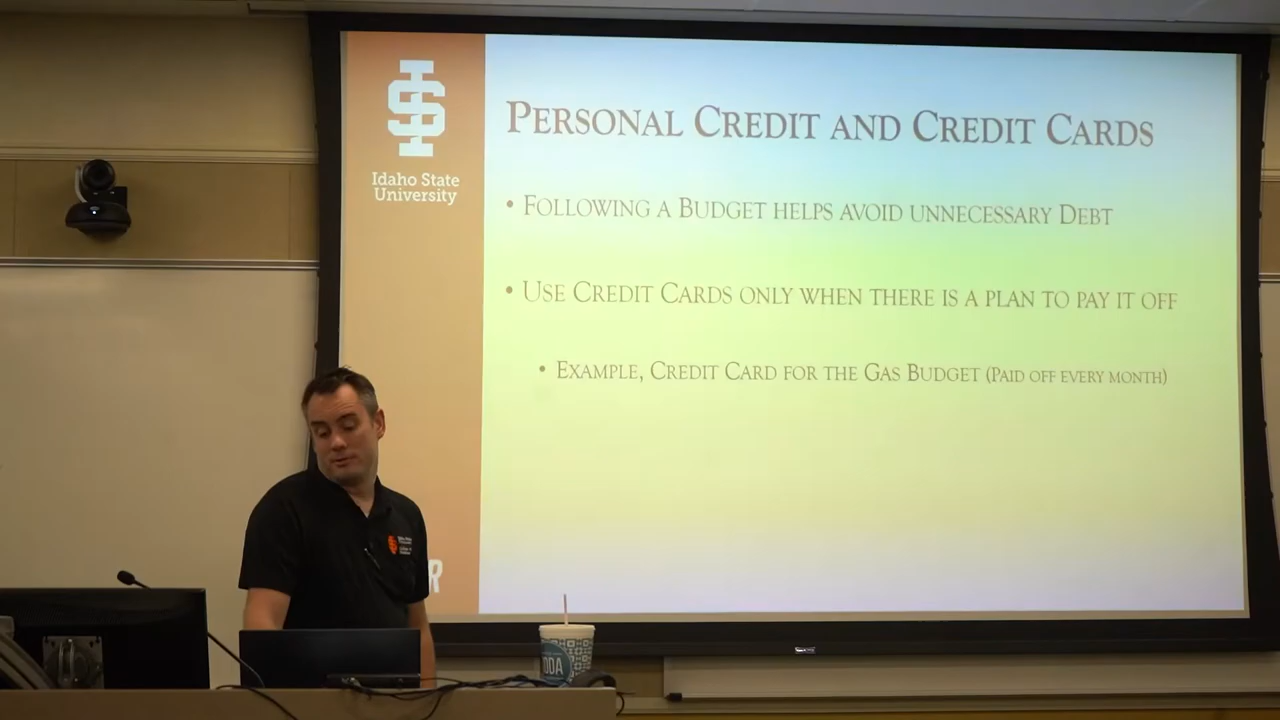 Idaho State
University
PERSONAL CREDIT AND CREDIT CARDS
• FOLLOWING A BUDGET HELPS AVOID UNNECESSARY DEBT
• USE CREDIT CARDS ONLY WHEN THERE IS A PLAN TO PAY IT OFF
• EXAMPLE, CREDIT CARD FOR THE GAS BUDGET (PAID OFF EVERY MONTH)
R
ODA